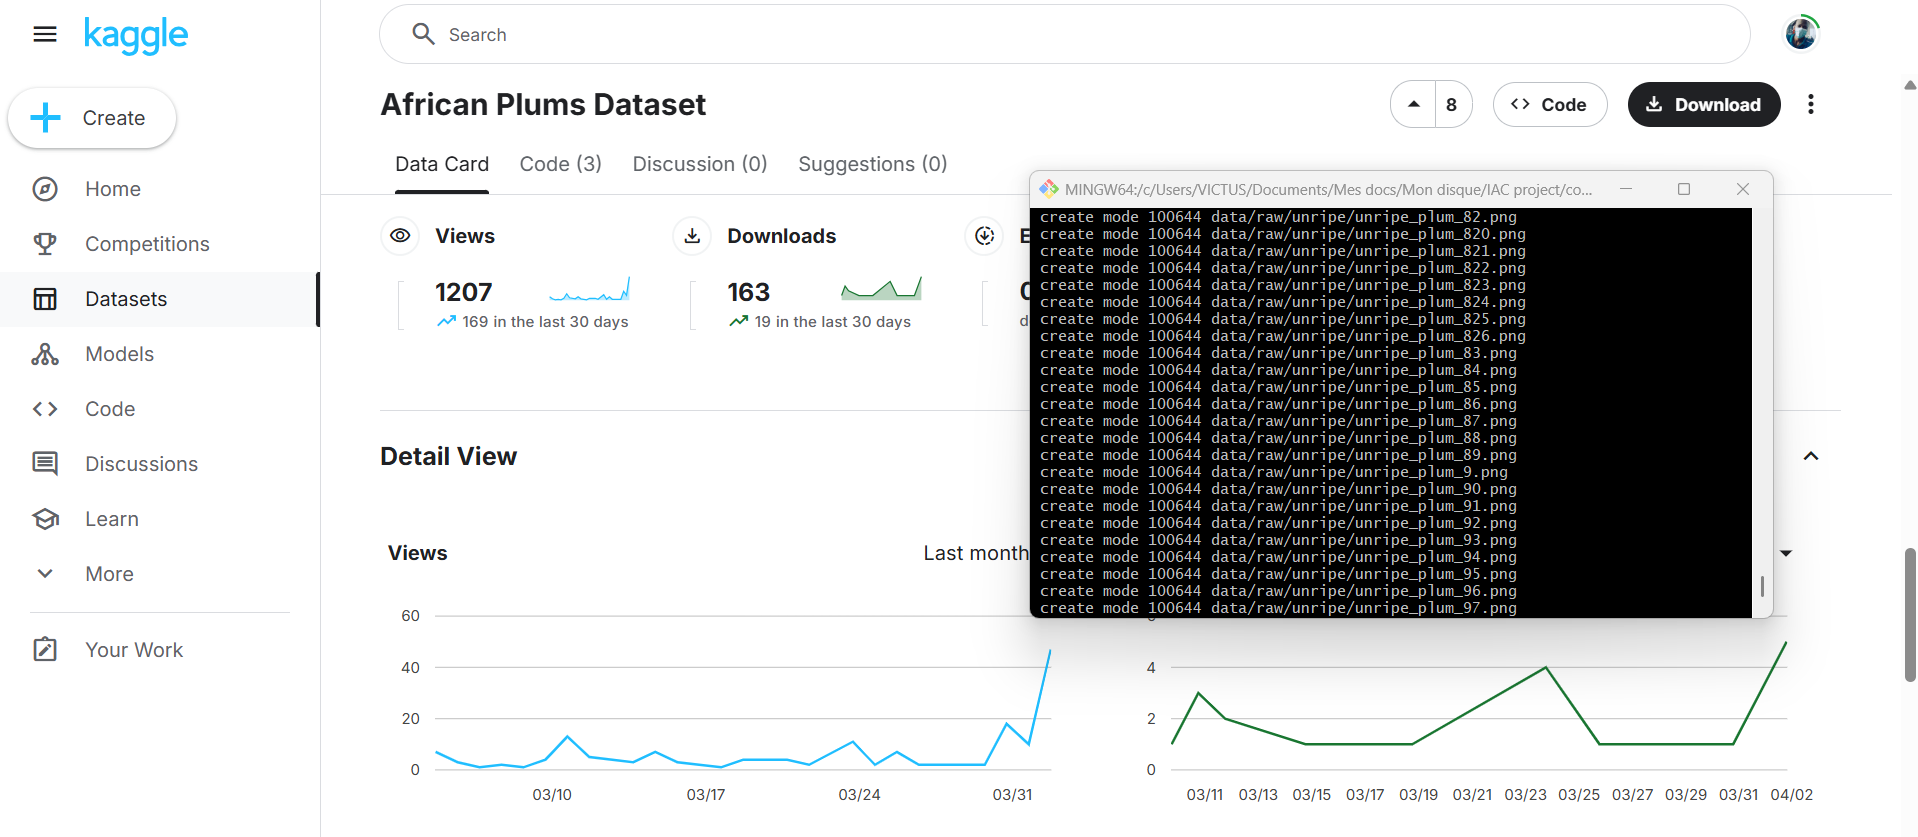 kaggle
Search
Create
Home
Competitions
Datasets
Models
Code
Discussions
Learn
More
Your Work
African Plums Dataset
8
Code
Download
Data Card
Code (3)
Discussion (0)
Suggestions (0)
Views
1207
169 in the last 30 days
Downloads
163
19 in the last 30 days
Detail View
Views
Last month
60
40
20
0
03/10
03/17
03/24
03/31
4
2
0
03/11
03/13
03/15
03/17
03/19
03/21
03/23
03/25
03/27
03/29
03/31
04/02
MINGW64:/c/Users/VICTUS/Documents/Mes docs/Mon disque/IAC project/co...
create mode 100644 data/raw/unripe/unripe_plum_82.png
create mode 100644 data/raw/unripe/unripe_plum_820.png
create mode 100644 data/raw/unripe/unripe_plum_821.png
create mode 100644 data/raw/unripe/unripe_plum_822.png
create mode 100644 data/raw/unripe/unripe_plum_823.png
create mode 100644 data/raw/unripe/unripe_plum_824.png
create mode 100644 data/raw/unripe/unripe_plum_825.png
create mode 100644 data/raw/unripe/unripe_plum_826.png
create mode 100644 data/raw/unripe/unripe_plum_83.png
create mode 100644 data/raw/unripe/unripe_plum_84.png
create mode 100644 data/raw/unripe/unripe_plum_85.png
create mode 100644 data/raw/unripe/unripe_plum_86.png
create mode 100644 data/raw/unripe/unripe_plum_87.png
create mode 100644 data/raw/unripe/unripe_plum_88.png
create mode 100644 data/raw/unripe/unripe_plum_89.png
create mode 100644 data/raw/unripe/unripe_plum_9.png
create mode 100644 data/raw/unripe/unripe_plum_90.png
create mode 100644 data/raw/unripe/unripe_plum_91.png
create mode 100644 data/raw/unripe/unripe_plum_92.png
create mode 100644 data/raw/unripe/unripe_plum_93.png
create mode 100644 data/raw/unripe/unripe_plum_94.png
create mode 100644 data/raw/unripe/unripe_plum_95.png
create mode 100644 data/raw/unripe/unripe_plum_96.png
create mode 100644 data/raw/unripe/unripe_plum_97.png